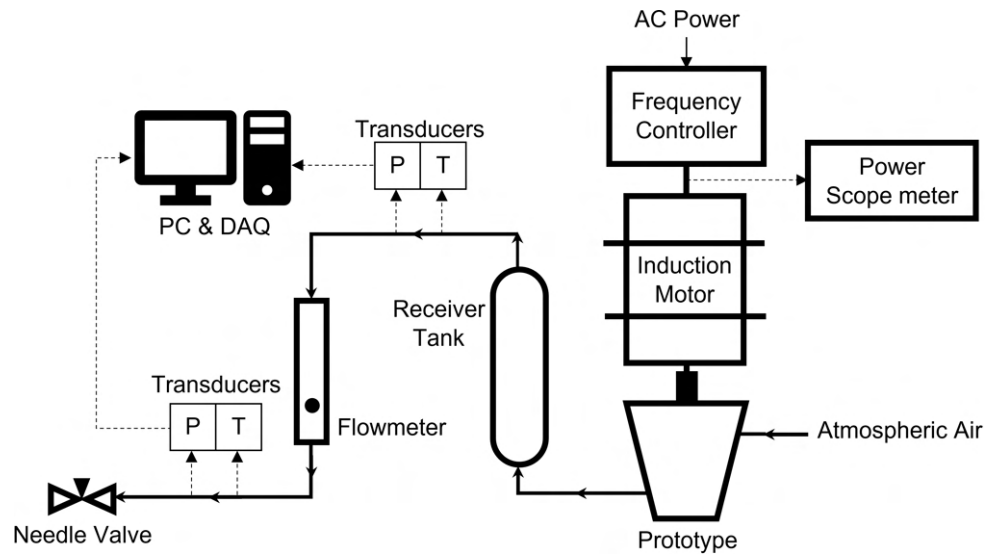 AC Power
Frequency
Controller
Power
Scope meter
Transducers
P T
PC & DAQ
Induction
Motor
Receiver
Tank
Transducers
P T
Flowmeter
Atmospheric Air
Needle Valve
Prototype